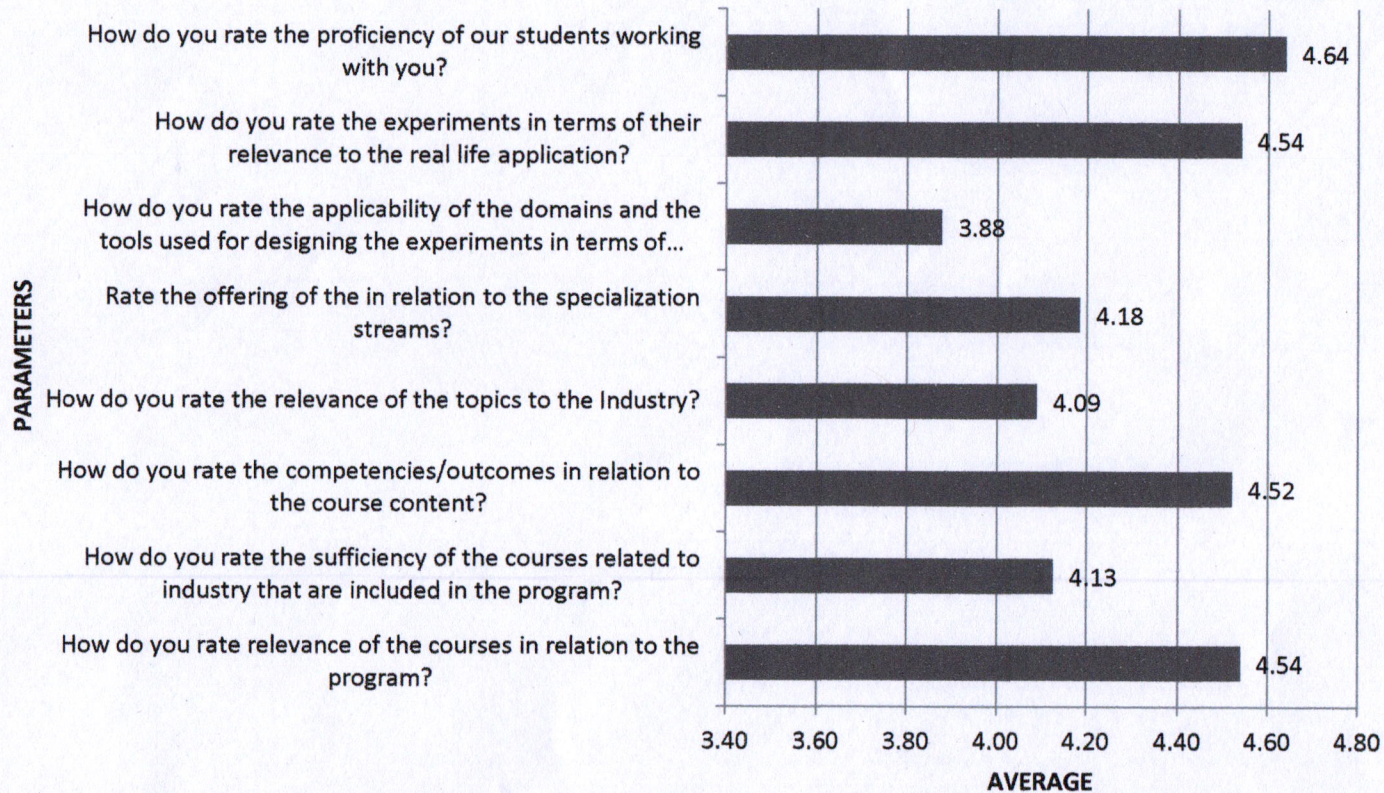 How do you rate the proficiency of our students working
with you?
4.64
How do you rate the experiments in terms of their
relevance to the real life application?
4.54
How do you rate the applicability of the domains and the
tools used for designing the experiments in terms of...
3.88
Rate the offering of the in relation to the specialization
streams?
4.18
How do you rate the relevance of the topics to the Industry?
4.09
How do you rate the competencies/outcomes in relation to
the course content?
4.52
How do you rate the sufficiency of the courses related to
industry that are included in the program?
4.13
How do you rate relevance of the courses in relation to the
program?
4.54
PARAMETERS
3.40 3.60 3.80 4.00 4.20 4.40 4.60 4.80
AVERAGE